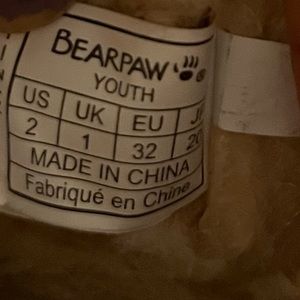 BEARPAW ®
YOUTH
US UK EU
2 1 32
MADE IN CHINA
Fabriqué en Chine